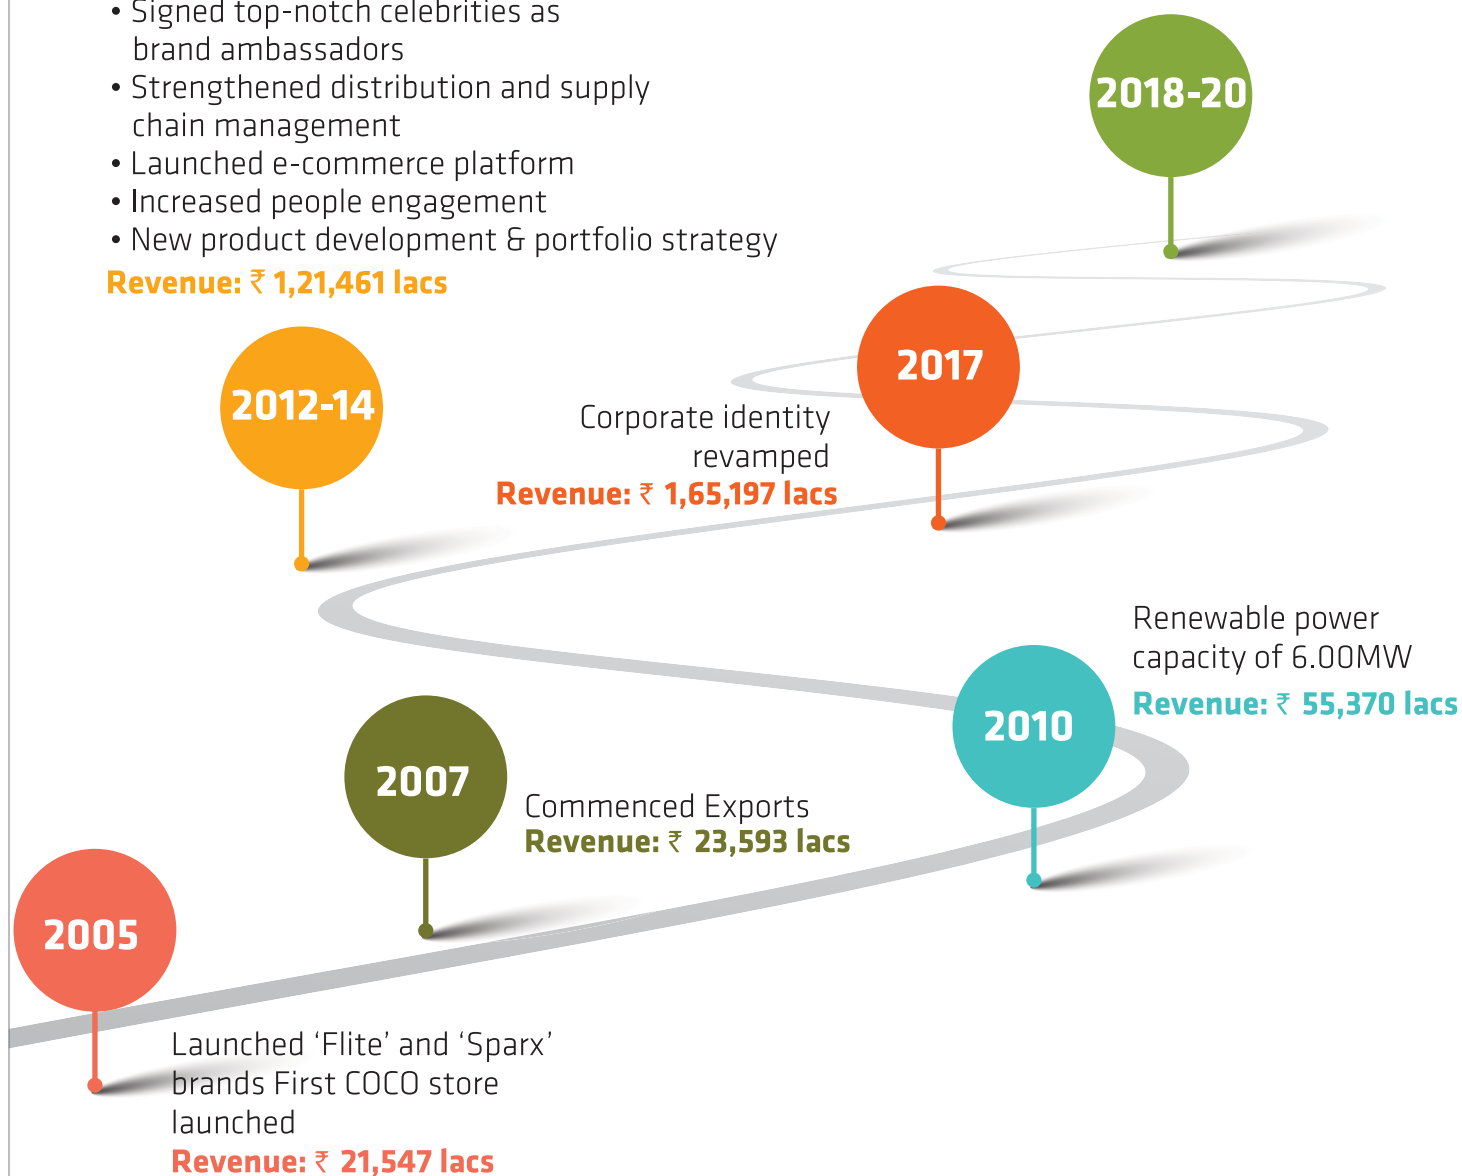 • Signed top-notch celebrities as
brand ambassadors
• Strengthened distribution and supply
chain management
• Launched e-commerce platform
• Increased people engagement
• New product development & portfolio strategy
Revenue: ₹ 1,21,461 lacs
2012-14
2018-20
2017
Corporate identity
revamped
Revenue: ₹ 1,65,197 lacs
Renewable power
capacity of 6.00MW
Revenue: ₹ 55,370 lacs
2010
2007
Commenced Exports
Revenue: ₹ 23,593 lacs
2005
Launched ‘Flite’ and ‘Sparx’
brands First COCO store
launched
Revenue: ₹ 21,547 lacs